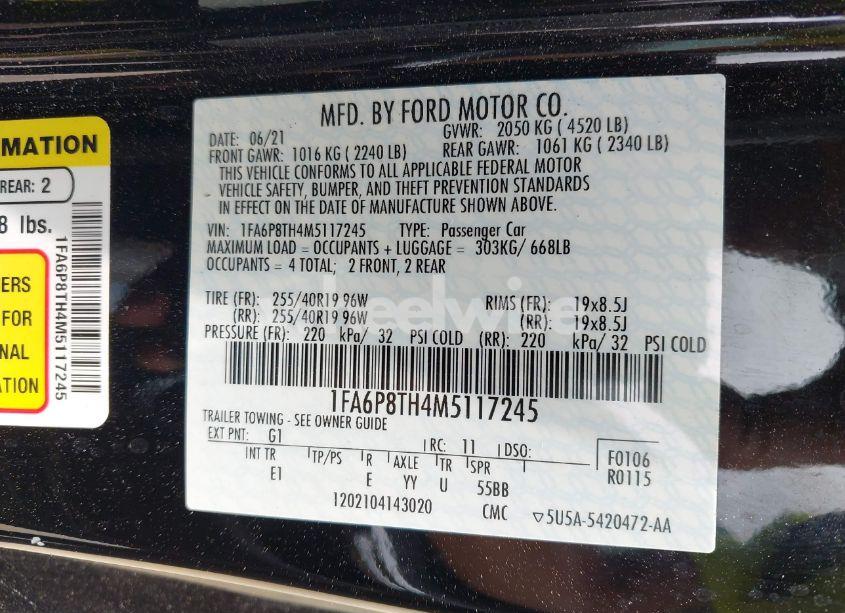 MFD. BY FORD MOTOR CO.
DATE: 06/21 GVWR: 2050 KG ( 4520 LB)
FRONT GAWR: 1016 KG ( 2240 LB) REAR GAWR: 1061 KG ( 2340 LB)
THIS VEHICLE CONFORMS TO ALL APPLICABLE FEDERAL MOTOR
VEHICLE SAFETY, BUMPER, AND THEFT PREVENTION STANDARDS
IN EFFECT ON THE DATE OF MANUFACTURE SHOWN ABOVE.
VIN: 1FA6P8TH4M5117245 TYPE: Passenger Car
MAXIMUM LOAD = OCCUPANTS + LUGGAGE = 303KG/ 668LB
OCCUPANTS = 4 TOTAL; 2 FRONT, 2 REAR
TIRE (FR): 255/40R19 96W RIMS (FR): 19x8.5J
(RR): 255/40R19 96W (RR): 19x8.5J
PRESSURE (FR): 220 kPa/ 32 PSI COLD (RR): 220 kPa/ 32 PSI COLD
1FA6P8TH4M5117245
TRAILER TOWING - SEE OWNER GUIDE
EXT PNT: G1 RC: 11 DSO:
INT TR TP/PS R AXLE TR SPR
E1 E YY U 55BB
F0106
R0115
1202104143020 CMC ▽5U5A-5420472-AA
MATION
REAR: 2
8 lbs.
ERS
FOR
NAL
ATION
1FA6P8TH4M5117245